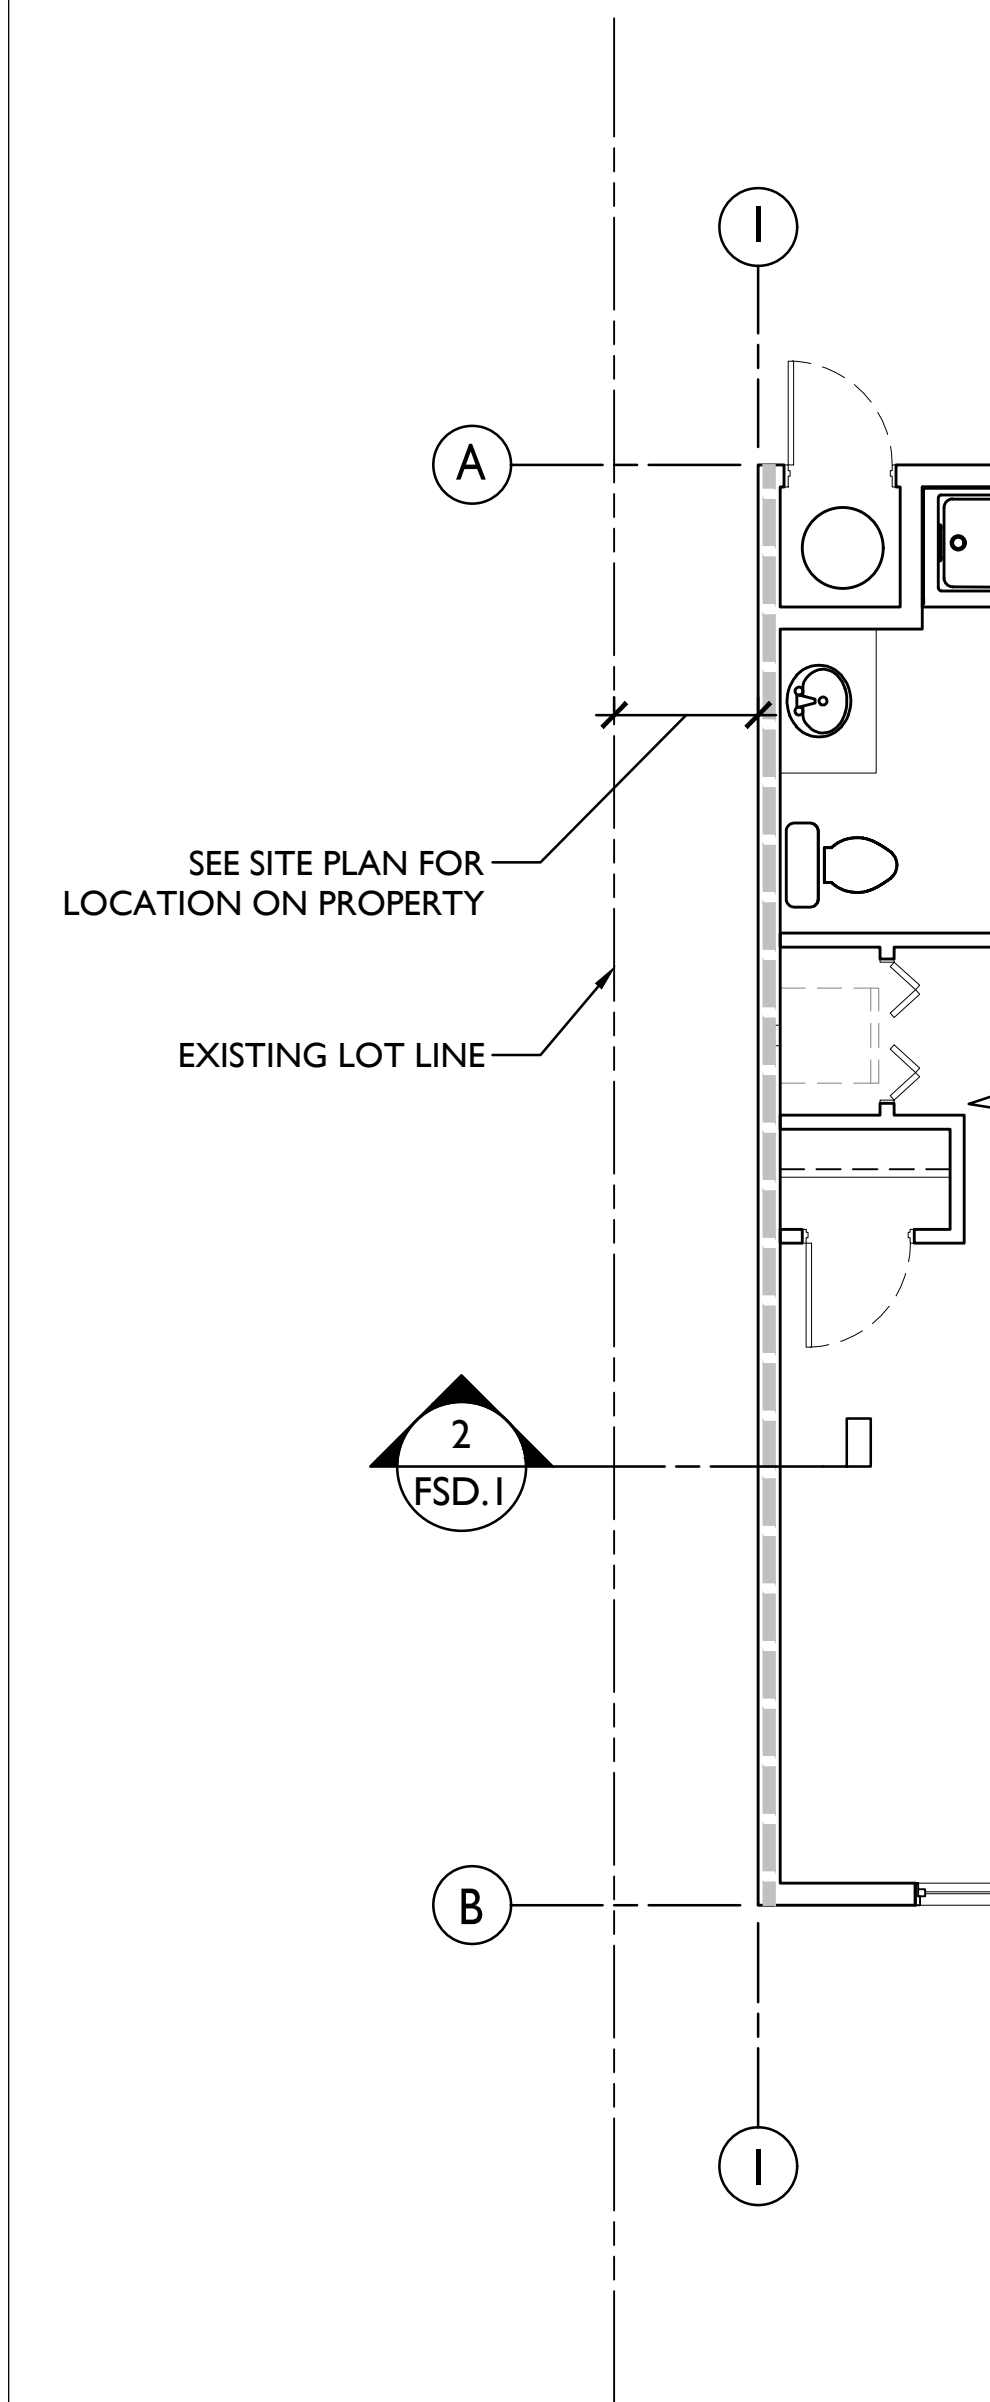 1
A
SEE SITE PLAN FOR
LOCATION ON PROPERTY
EXISTING LOT LINE
2
FSD.1
B
1